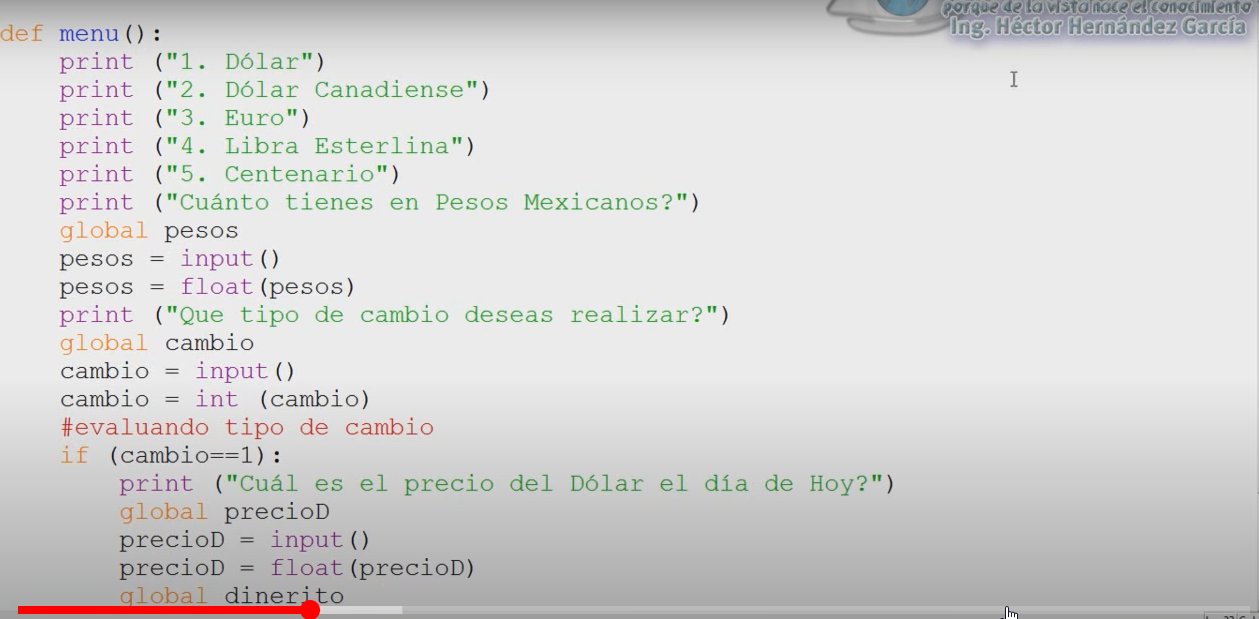 porque de la vista nace el conocimiento
Ing. Héctor Hernández García
def menu():
    print ("1. Dólar")
    print ("2. Dólar Canadiense")
    print ("3. Euro")
    print ("4. Libra Esterlina")
    print ("5. Centenario")
    print ("Cuánto tienes en Pesos Mexicanos?")
    global pesos
    pesos = input()
    pesos = float(pesos)
    print ("Que tipo de cambio deseas realizar?")
    global cambio
    cambio = input()
    cambio = int (cambio)
    #evaluando tipo de cambio
    if (cambio==1):
        print ("Cuál es el precio del Dólar el día de Hoy?")
        global precioD
        precioD = input()
        precioD = float(precioD)
        global dinerito